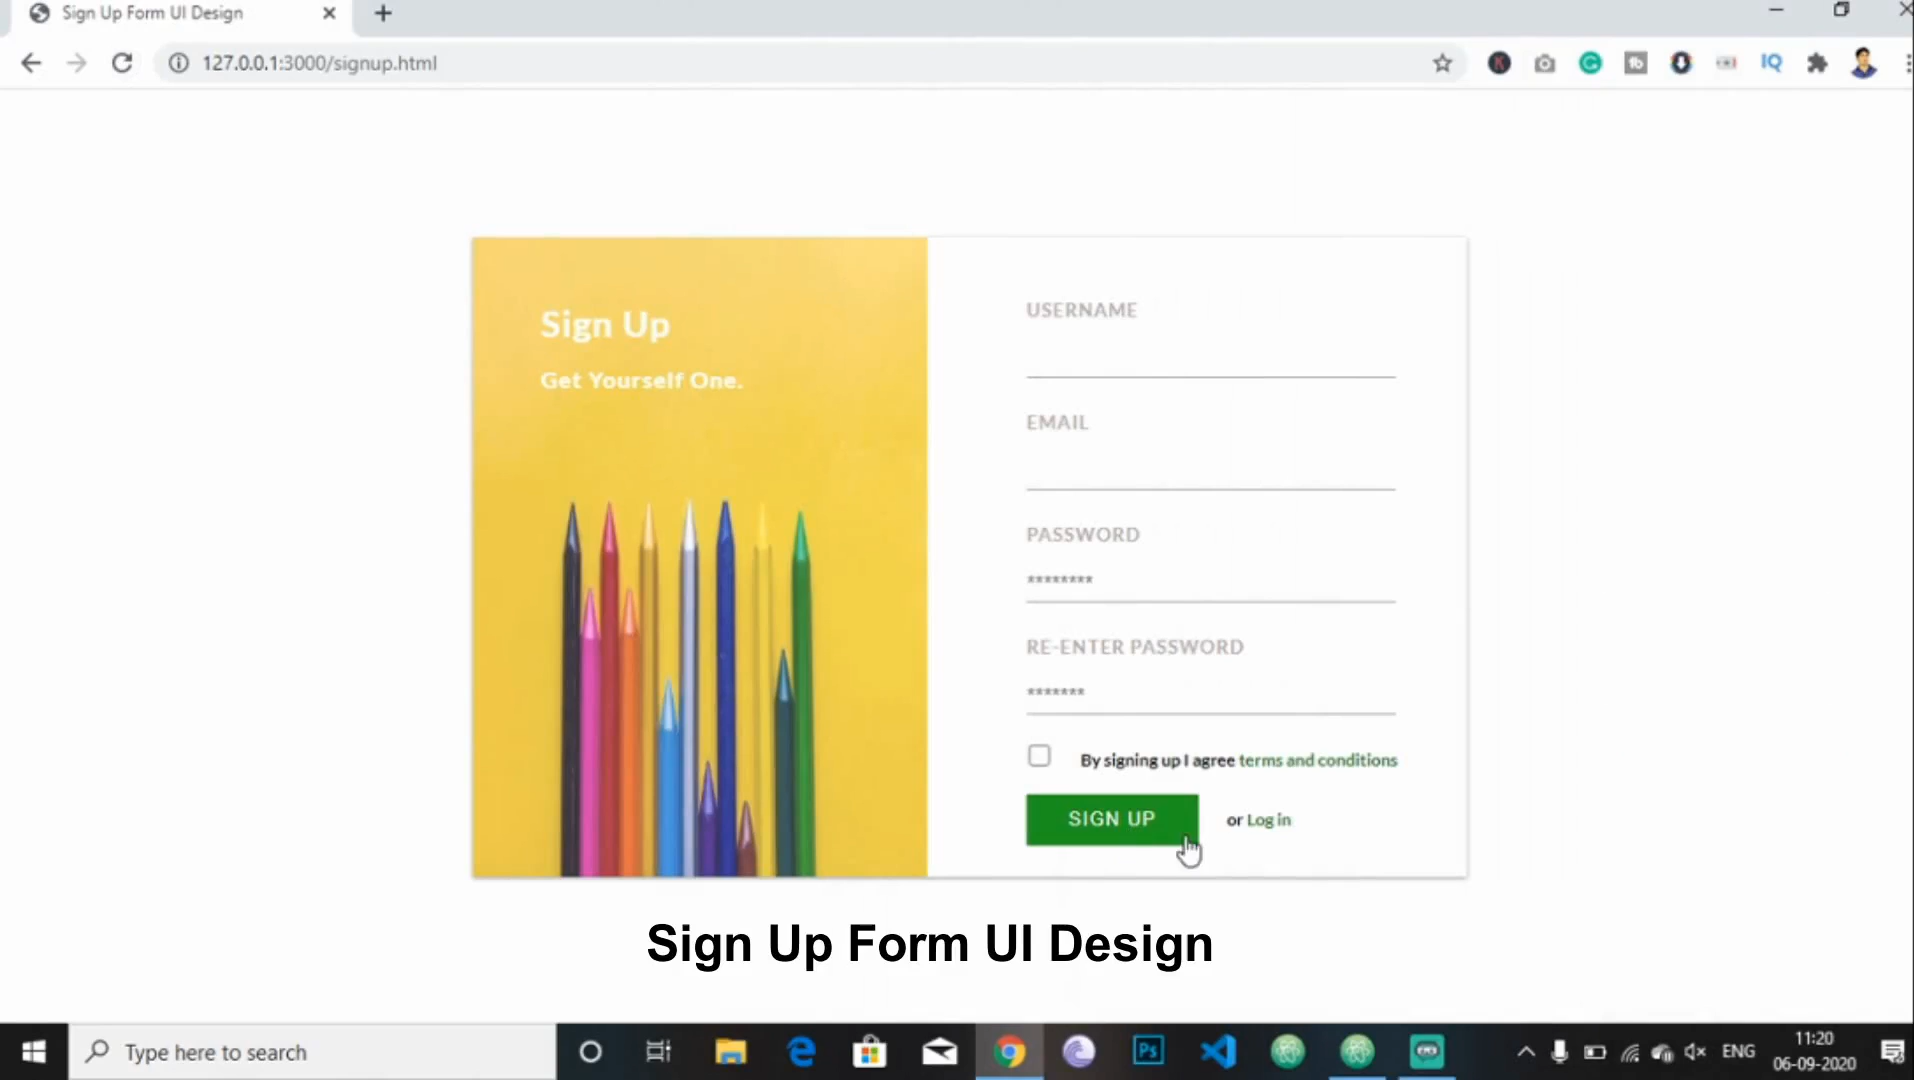 Sign Up Form UI Design
127.0.0.1:3000/signup.html
IQ
Sign Up
Get Yourself One.
USERNAME
EMAIL
PASSWORD
********
RE-ENTER PASSWORD
*******
By signing up I agree terms and conditions
SIGN UP or Log in
Sign Up Form UI Design
Type here to search
Ps
ENG
11:20
06-09-2020